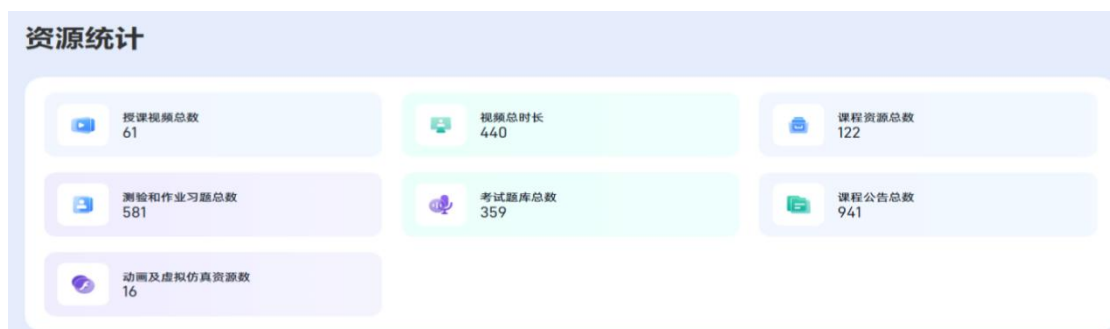 资源统计
授课视频总数
61
视频总时长
440
课程资源总数
122
测验和作业习题总数
581
考试题库总数
359
课程公告总数
941
动画及虚拟仿真资源数
16